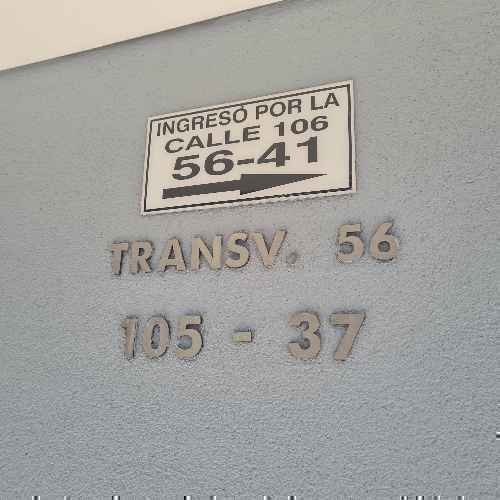 INGRESO POR LA
CALLE 106
56-41
TRANSV. 56
105 - 37